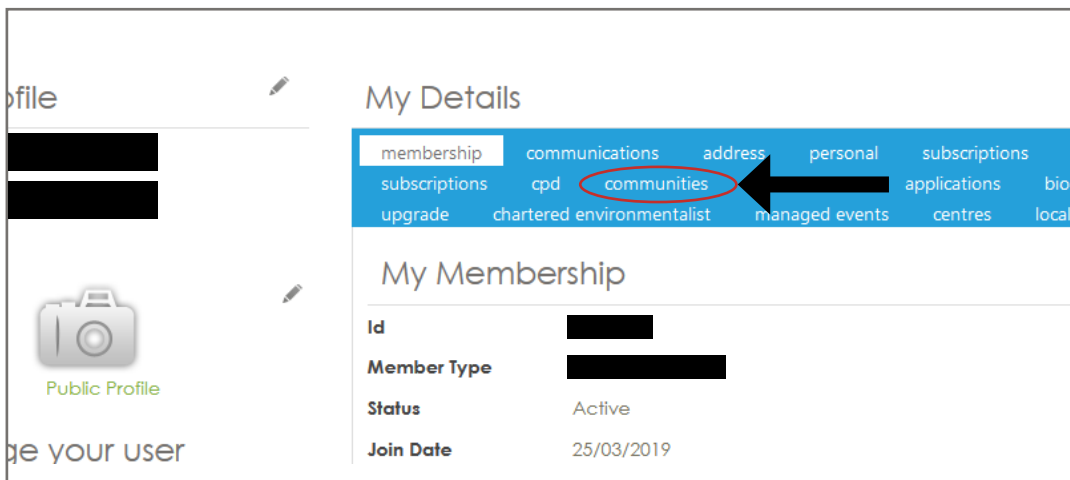 ofile
My Details
membership communications address personal subscriptions
subscriptions cpd communities applications bio
upgrade chartered environmentalist managed events centres local
My Membership
Id
Member Type
Public Profile
Status Active
ge your user
Join Date 25/03/2019